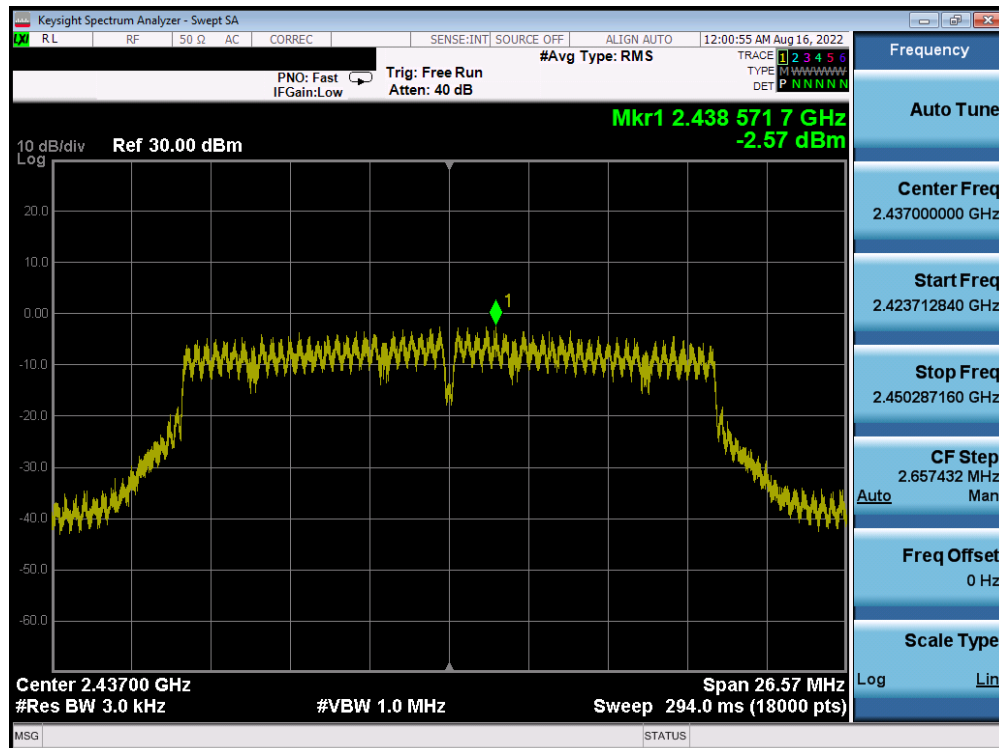 Keysight Spectrum Analyzer - Swept SA
LXI RL RF 50 Ω AC CORREC SENSE:INT SOURCE OFF ALIGN AUTO 12:00:55 AM Aug 16, 2022
#Avg Type: RMS
PNO: Fast
IFGain:Low
Trig: Free Run
Atten: 40 dB
TRACE 1 2 3 4 5 6
TYPE M WWWWW
DET P N N N N N
Mkr1 2.438 571 7 GHz
-2.57 dBm
10 dB/div Ref 30.00 dBm
Log
20.0
10.0
0.00
-10.0
-20.0
-30.0
-40.0
-50.0
-60.0
1
Center 2.43700 GHz
Span 26.57 MHz
#Res BW 3.0 kHz
#VBW 1.0 MHz
Sweep 294.0 ms (18000 pts)
MSG
STATUS
Frequency
Auto Tune
Center Freq
2.437000000 GHz
Start Freq
2.423712840 GHz
Stop Freq
2.450287160 GHz
CF Step
2.657432 MHz
Auto Man
Freq Offset
0 Hz
Scale Type
Log Lin